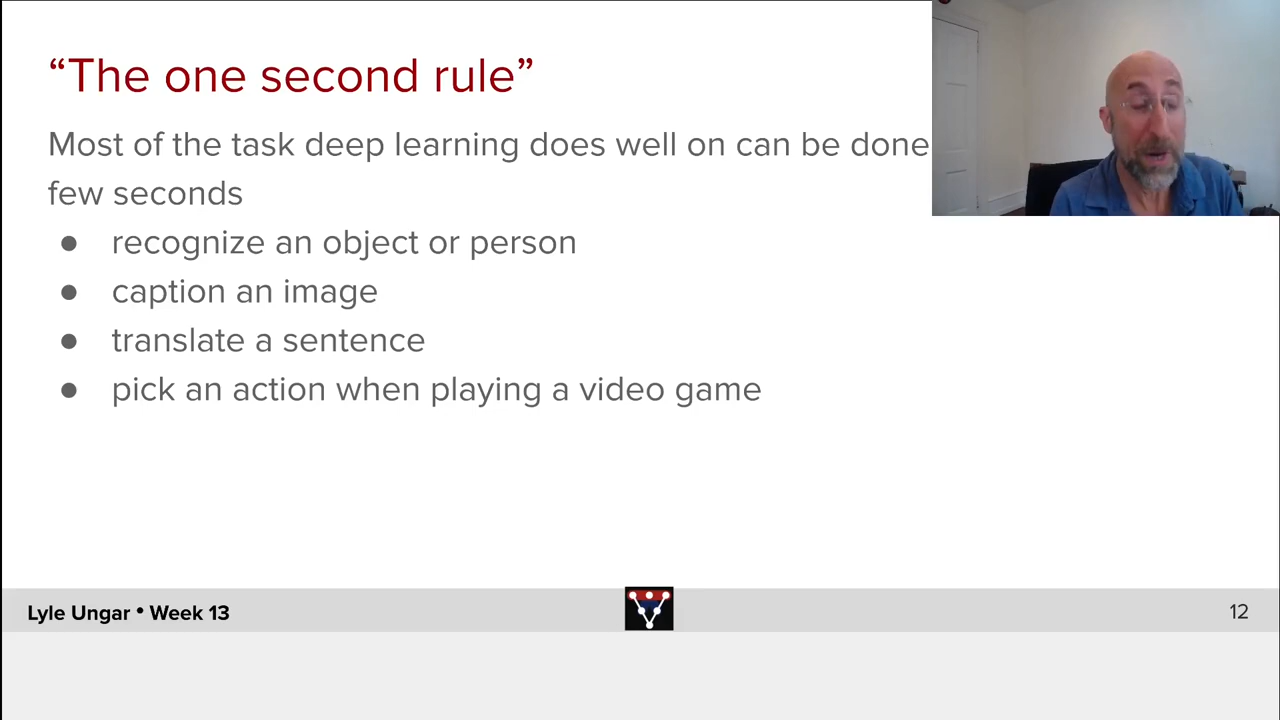 “The one second rule”
Most of the task deep learning does well on can be done
few seconds
● recognize an object or person
● caption an image
● translate a sentence
● pick an action when playing a video game
Lyle Ungar • Week 13
12